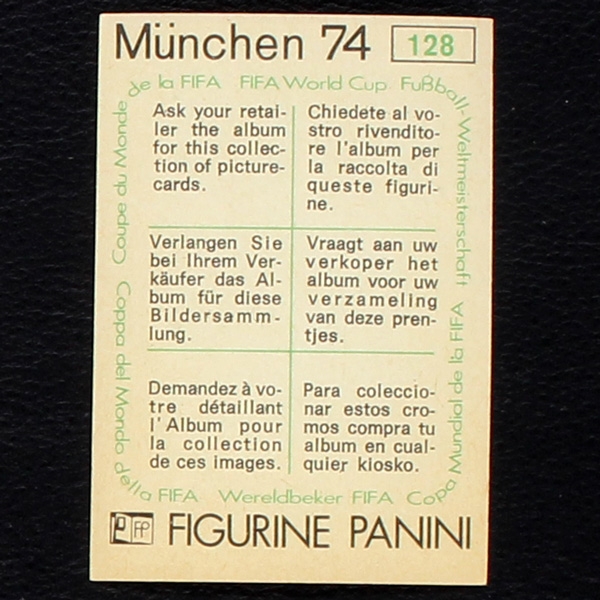 München 74 128
de la FIFA FIFA World Cup Fußball-Weltmeisterschaft
Ask your retai-
ler the album
for this collec-
tion of picture-
cards.
Chiedete al vo-
stro rivendito-
re l'album per
la raccolta di
queste figuri-
ne.
Verlangen Sie
bei Ihrem Ver-
käufer das Al-
bum für diese
Bildersamm-
lung.
Vraagt aan uw
verkoper het
album voor uw
verzameling
van deze pren-
tjes.
Demandez à vo-
tre détaillant
l'Album pour
la collection
de ces images.
Para coleccio-
nar estos cro-
mos compra tu
album en cual-
quier kiosko.
Coupe du Monde
Coppa del Mondo della FIFA
Wereldbeker FIFA
Copa Mundial de la FIFA
FP FIGURINE PANINI